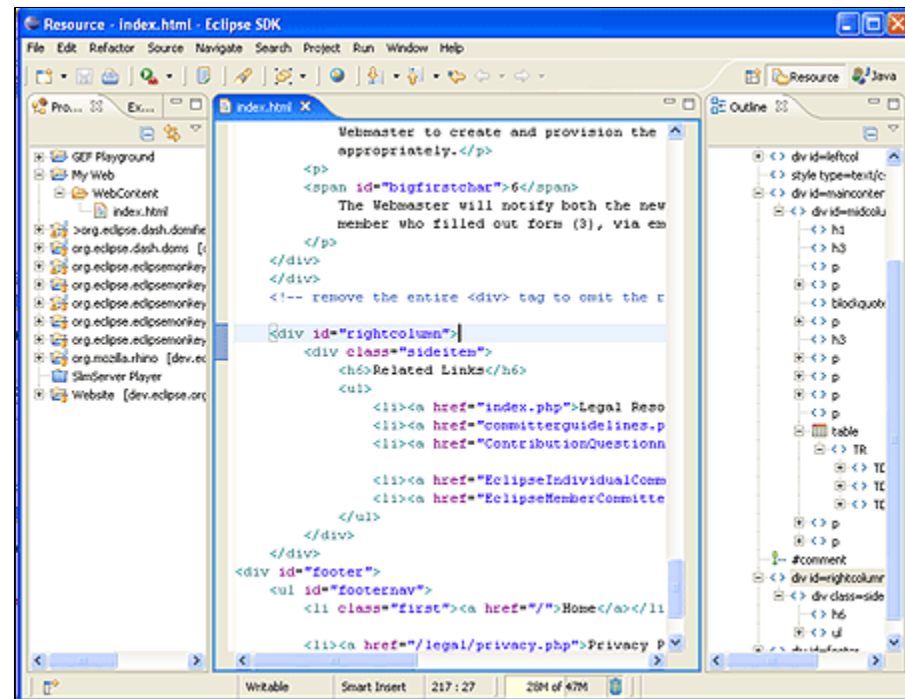 Resource - index.html - Eclipse SDK
File Edit Refactor Source Navigate Search Project Run Window Help
Resource Java
Pro... Ex...
GEF Playground
My Web
WebContent
index.html
>org.eclipse.dash.domifie
org.eclipse.dash.doms [c
org.eclipse.eclipsemonkey
org.eclipse.eclipsemonkey
org.eclipse.eclipsemonkey
org.eclipse.eclipsemonkey
org.eclipse.eclipsemonkey
org.mozilla.rhino [dev.ec
SlimServer Player
Website [dev.eclipse.org
index.html
Webmaster to create and provision the
appropriately.</p>
<p>
<span id="bigfirstchar">6</span>
The Webmaster will notify both the new
member who filled out form (3), via em
</p>
</div>
</div>
<!-- remove the entire <div> tag to omit the r
<div id="rightcolumn">
<div class="sideitem">
<h6>Related Links</h6>
<ul>
<li><a href="index.php">Legal Reso
<li><a href="committerguidelines.p
<li><a href="ContributionQuestionn
<li><a href="EclipseIndividualComm
<li><a href="EclipseMemberCommitte
</ul>
</div>
</div>
<div id="footer">
<ul id="footernav">
<li class="first"><a href="/">Home</a></li
<li><a href="/legal/privacy.php">Privacy P
Outline
<> div id=leftcol
<> style type=text/c
<> div id=mainconter
<> div id=midcolu
<> h1
<> h3
<> p
<> p
<> blockquote
<> p
<> h3
<> p
<> p
<> p
<> p
table
<> TR
<> TD
<> TD
<> TD
<> p
<> p
#comment
<> div id=rightcolumn
<> div class=side
<> h6
<> ul
<> div id=footer
Writable Smart Insert 217 : 27 28M of 47M